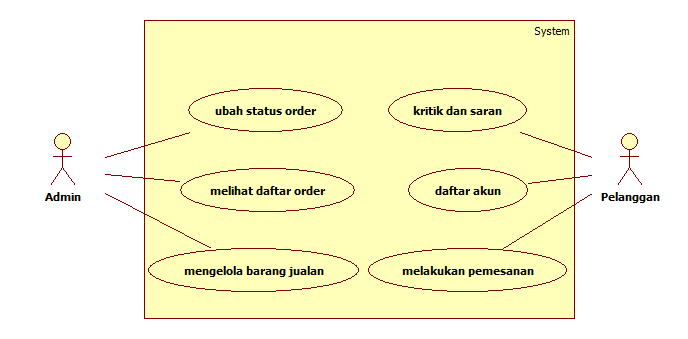 System
ubah status order
kritik dan saran
melihat daftar order
daftar akun
Admin
Pelanggan
mengelola barang jualan
melakukan pemesanan